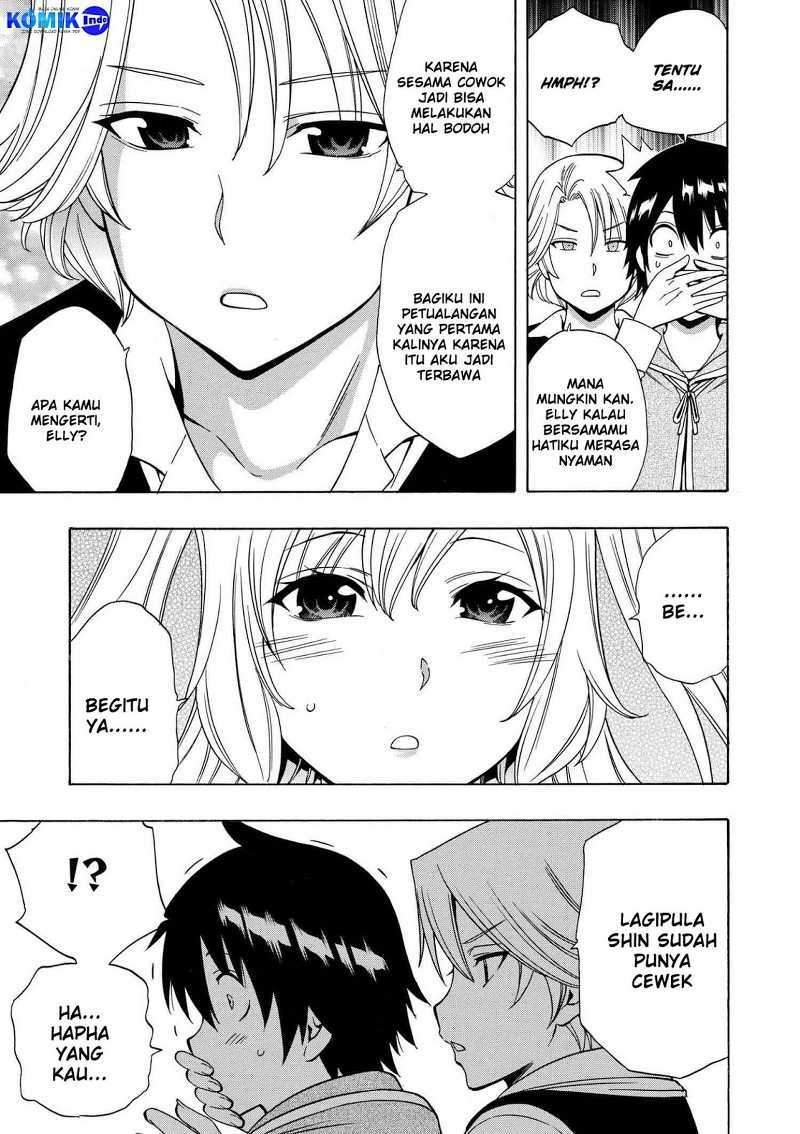 KOMIK Indo
TENTU
SA......
HMPH!?
MANA
MUNGKIN KAN.
ELLY KALAU
BERSAMAMU
HATIKU MERASA
NYAMAN
KARENA
SESAMA COWOK
JADI BISA
MELAKUKAN
HAL BODOH
BAGIKU INI
PETUALANGAN
YANG PERTAMA
KALINYA KARENA
ITU AKU JADI
TERBAWA
APA KAMU
MENGERTI,
ELLY?
......
BE...
BEGITU
YA......
LAGIPULA
SHIN SUDAH
PUNYA
CEWEK
!?
HA...
HAPHA
YANG
KAU...